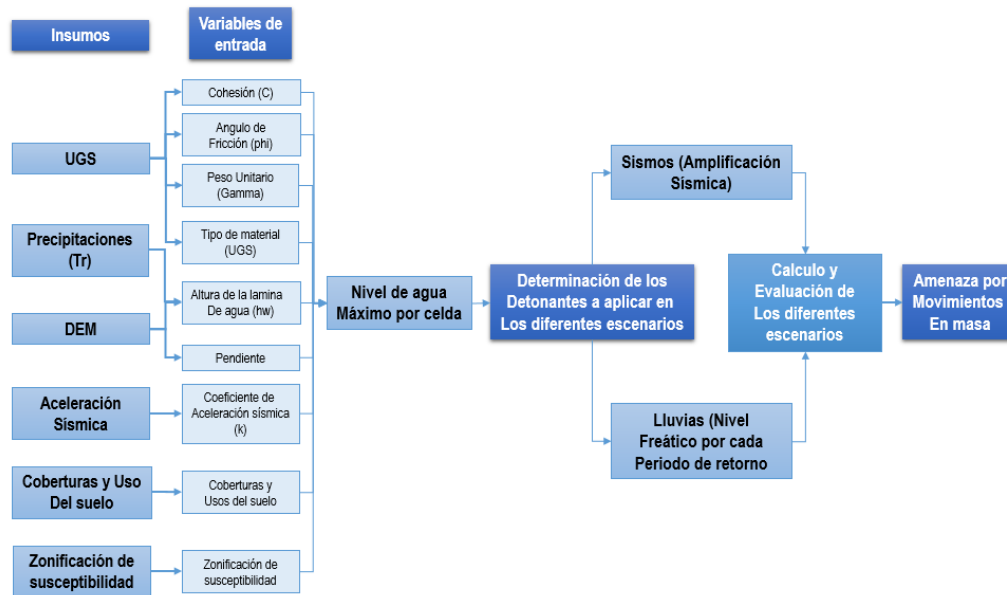 Insumos
Variables de
entrada
UGS
Precipitaciones
(Tr)
DEM
Aceleración
Sísmica
Coberturas y Uso
Del suelo
Zonificación de
susceptibilidad
Cohesión (C)
Angulo de
Fricción (phi)
Peso Unitario
(Gamma)
Tipo de material
(UGS)
Altura de la lamina
De agua (hw)
Pendiente
Coeficiente de
Aceleración sísmica
(k)
Coberturas y
Usos del suelo
Zonificación de
susceptibilidad
Nivel de agua
Máximo por celda
Determinación de los
Detonantes a aplicar en
Los diferentes escenarios
Sismos (Amplificación
Sísmica)
Lluvias (Nivel
Freático por cada
Periodo de retorno
Calculo y
Evaluación de
Los diferentes
escenarios
Amenaza por
Movimientos
En masa